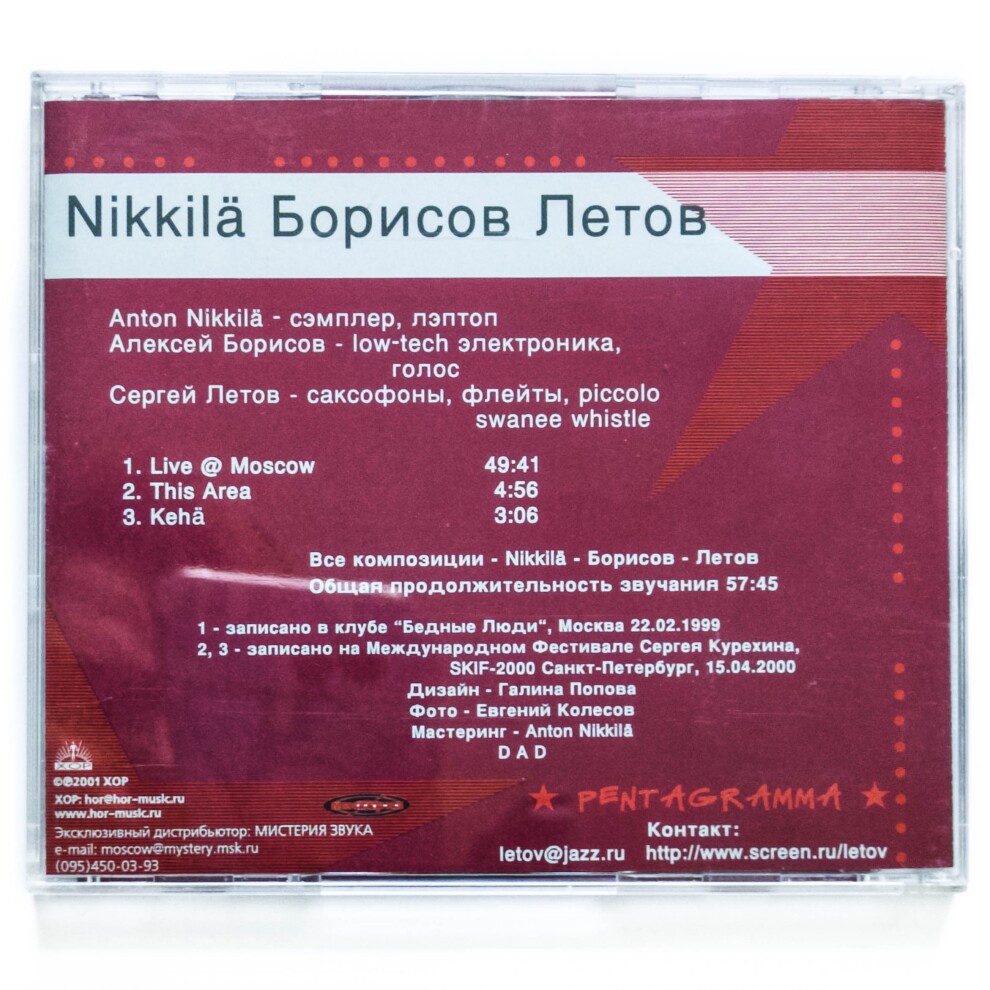 Nikkilä Борисов Летов
Anton Nikkilä - сэмплер, лэптоп
Алексей Борисов - low-tech электроника,
голос
Сергей Летов - саксофоны, флейты, piccolo
swanee whistle
1. Live @ Moscow 49:41
2. This Area 4:56
3. Kehä 3:06
Все композиции - Nikkilä - Борисов - Летов
Общая продолжительность звучания 57:45
1 - записано в клубе “Бедные Люди“, Москва 22.02.1999
2, 3 - записано на Международном Фестивале Сергея Курехина,
SKIF-2000 Санкт-Петербург, 15.04.2000
Дизайн - Галина Попова
Фото - Евгений Колесов
Мастеринг - Anton Nikkilä
D A D
ХОР
©℗2001 ХОР
ХОР: hor@hor-music.ru
www.hor-music.ru
Эксклюзивный дистрибьютор: МИСТЕРИЯ ЗВУКА
e-mail: moscow@mystery.msk.ru
(095)450-03-93
★ PENTAGRAMMA ★
Контакт:
letov@jazz.ru http://www.screen.ru/letov